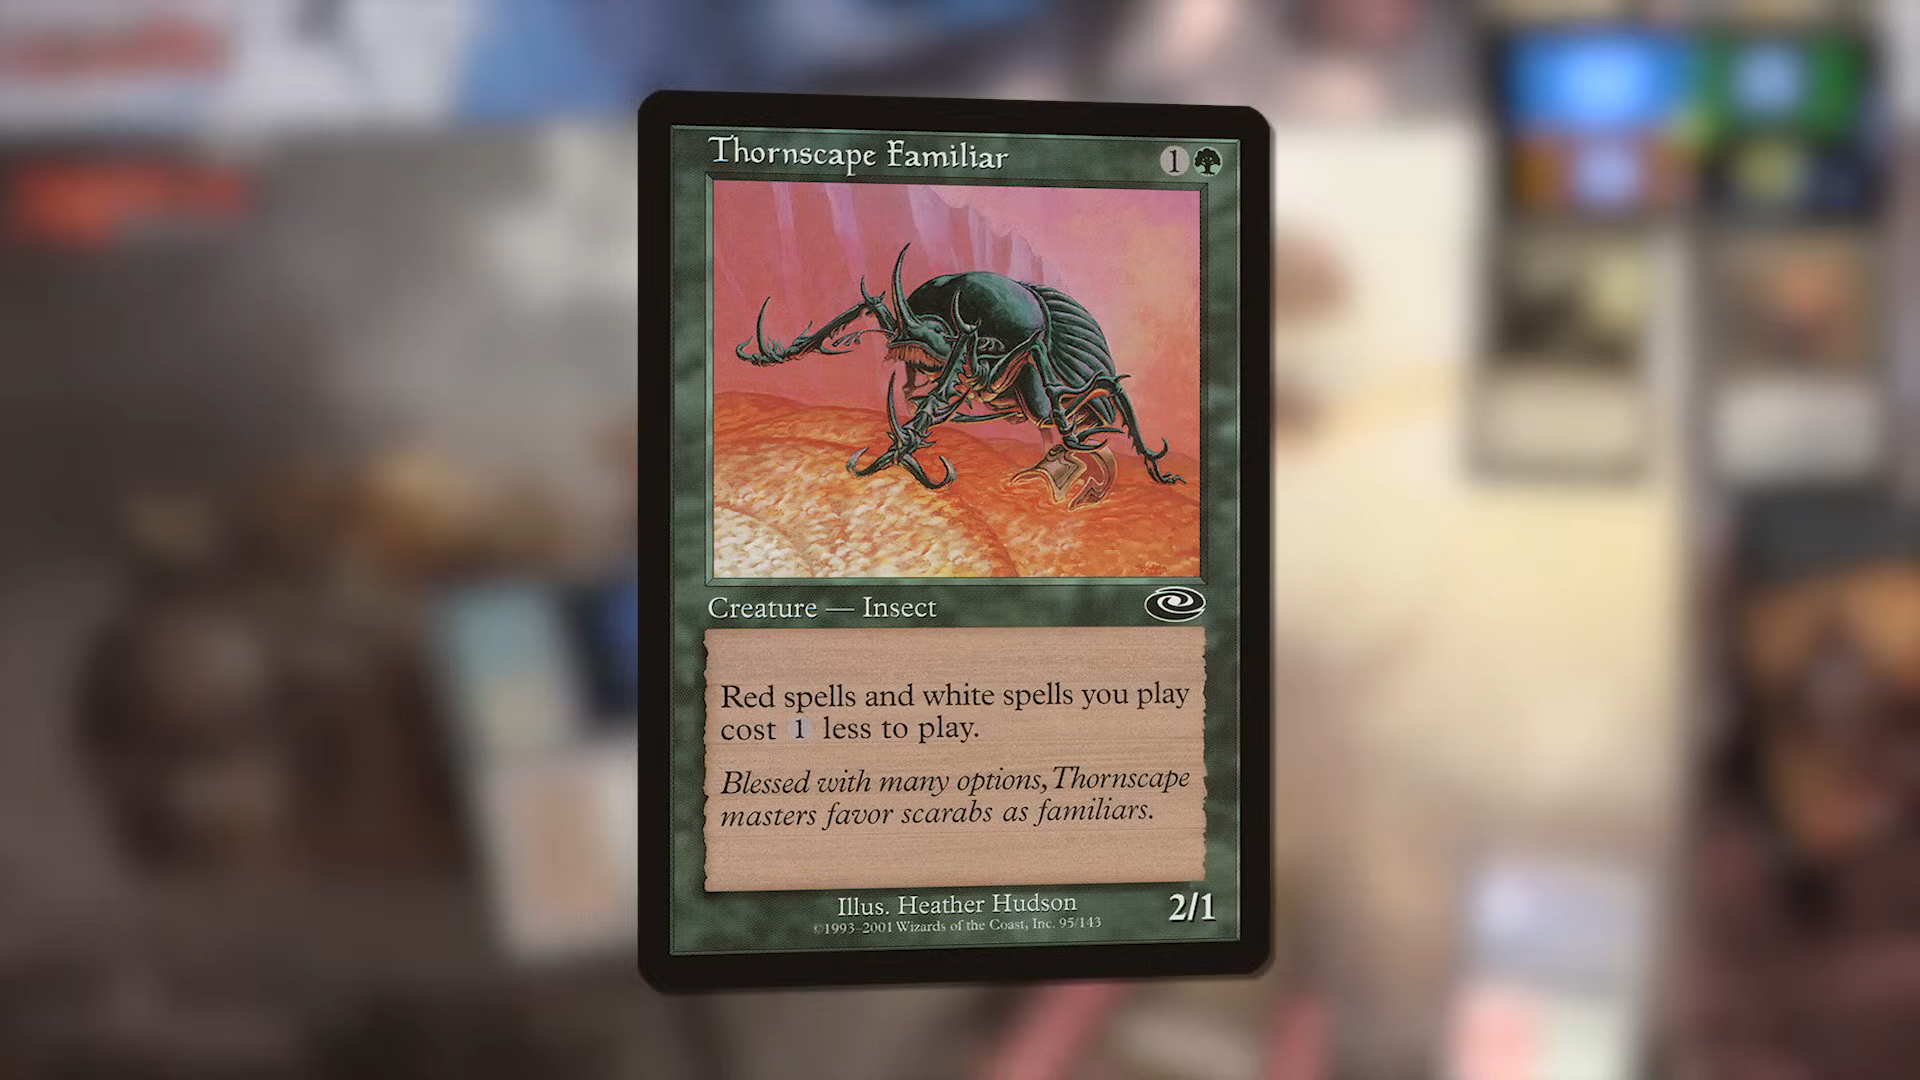 Thornscape Familiar 1
Creature — Insect
Red spells and white spells you play
cost 1 less to play.
Blessed with many options, Thornscape
masters favor scarabs as familiars.
Illus. Heather Hudson
2/1
©1993–2001 Wizards of the Coast, Inc. 95/143